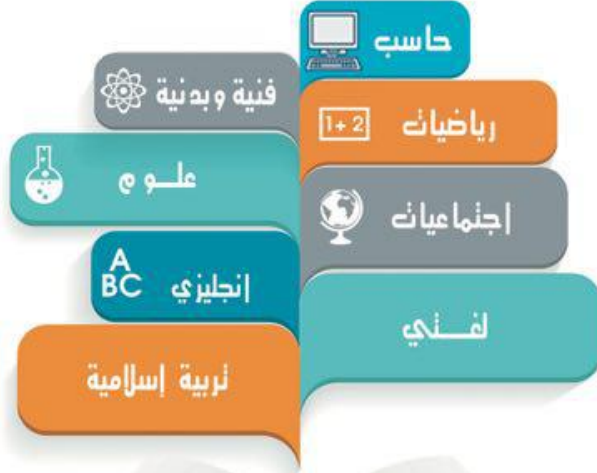 حاسب
فنية وبدنية
رياضيات
1+2
علوم
اجتماعيات
A
BC
إنجليزي
لغتي
تربية إسلامية